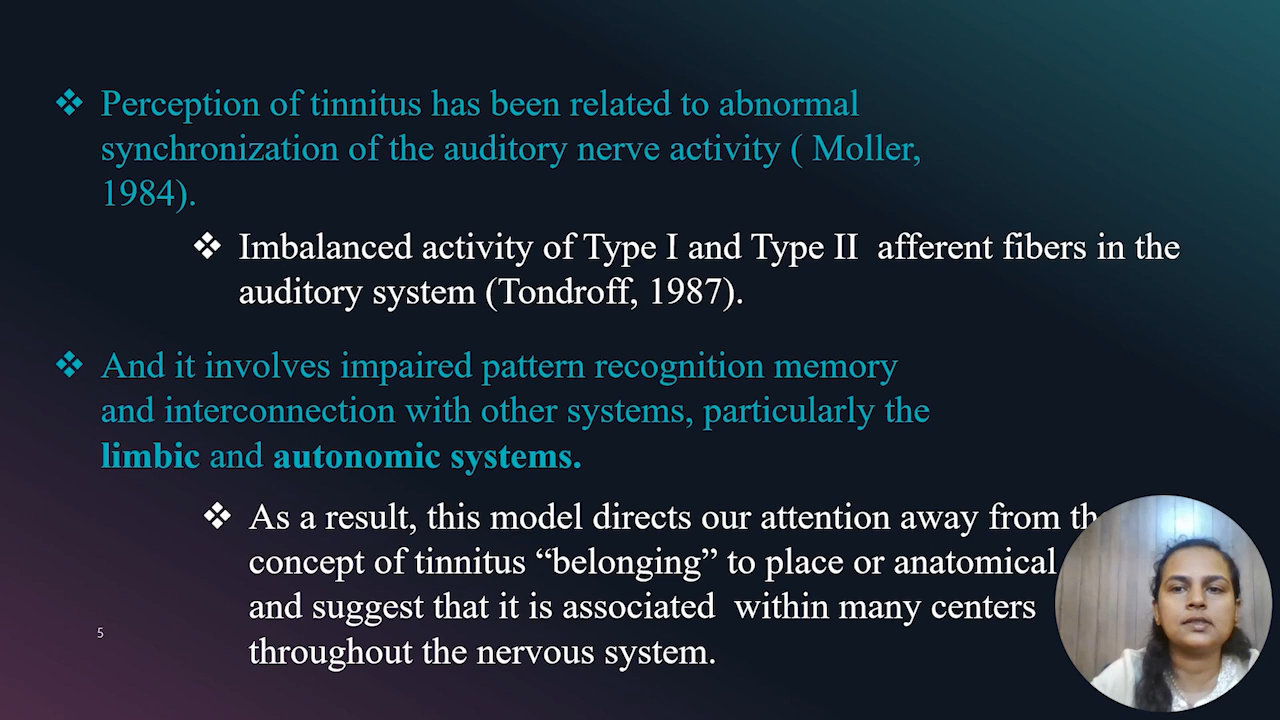 ❖ Perception of tinnitus has been related to abnormal
synchronization of the auditory nerve activity ( Moller,
1984).
❖ Imbalanced activity of Type I and Type II  afferent fibers in the
auditory system (Tondroff, 1987).
❖ And it involves impaired pattern recognition memory
and interconnection with other systems, particularly the
limbic and autonomic systems.
❖ As a result, this model directs our attention away from
concept of tinnitus “belonging” to place or anatomical
and suggest that it is associated  within many centers
throughout the nervous system.
5